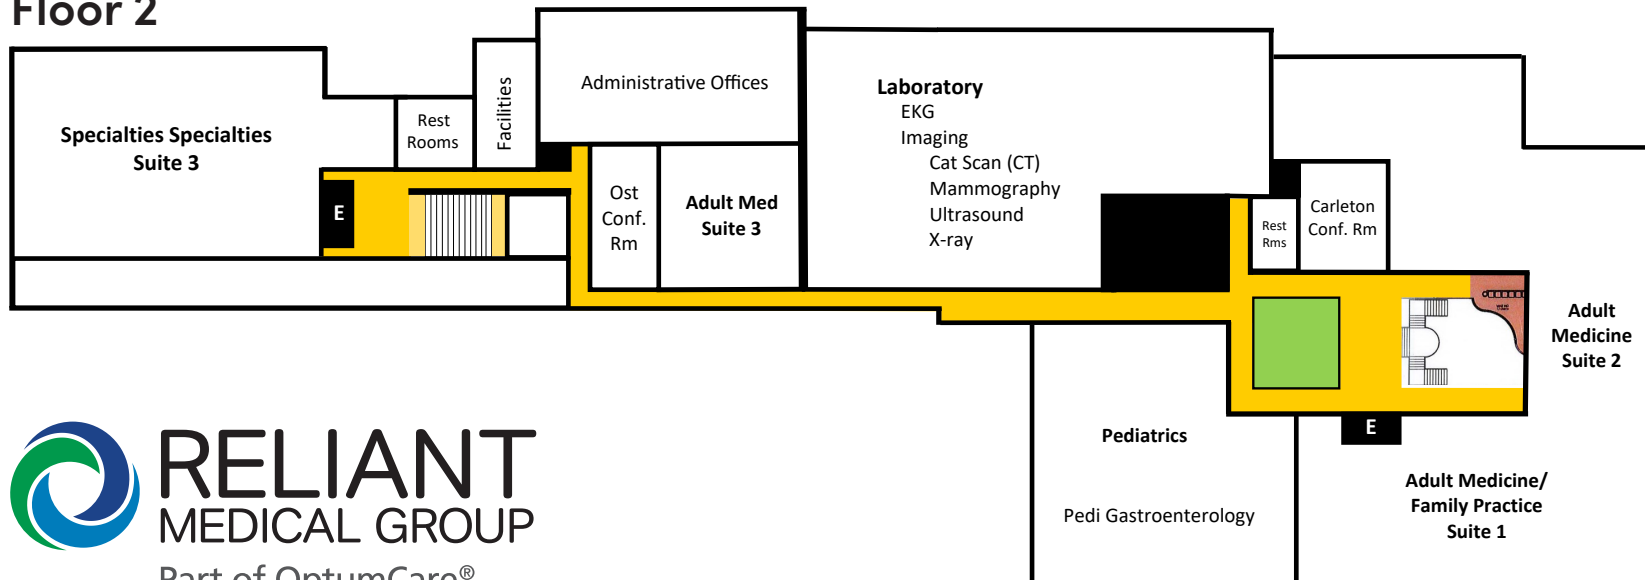 Floor 2
Specialties Specialties
Suite 3
Rest
Rooms
Facilities
Administrative Offices
E
Ost
Conf.
Rm
Adult Med
Suite 3
Laboratory
EKG
Imaging
Cat Scan (CT)
Mammography
Ultrasound
X-ray
Rest
Rms
Carleton
Conf. Rm
Adult
Medicine
Suite 2
E
Pediatrics
Pedi Gastroenterology
Adult Medicine/
Family Practice
Suite 1
RELIANT
MEDICAL GROUP
Part of OptumCare®